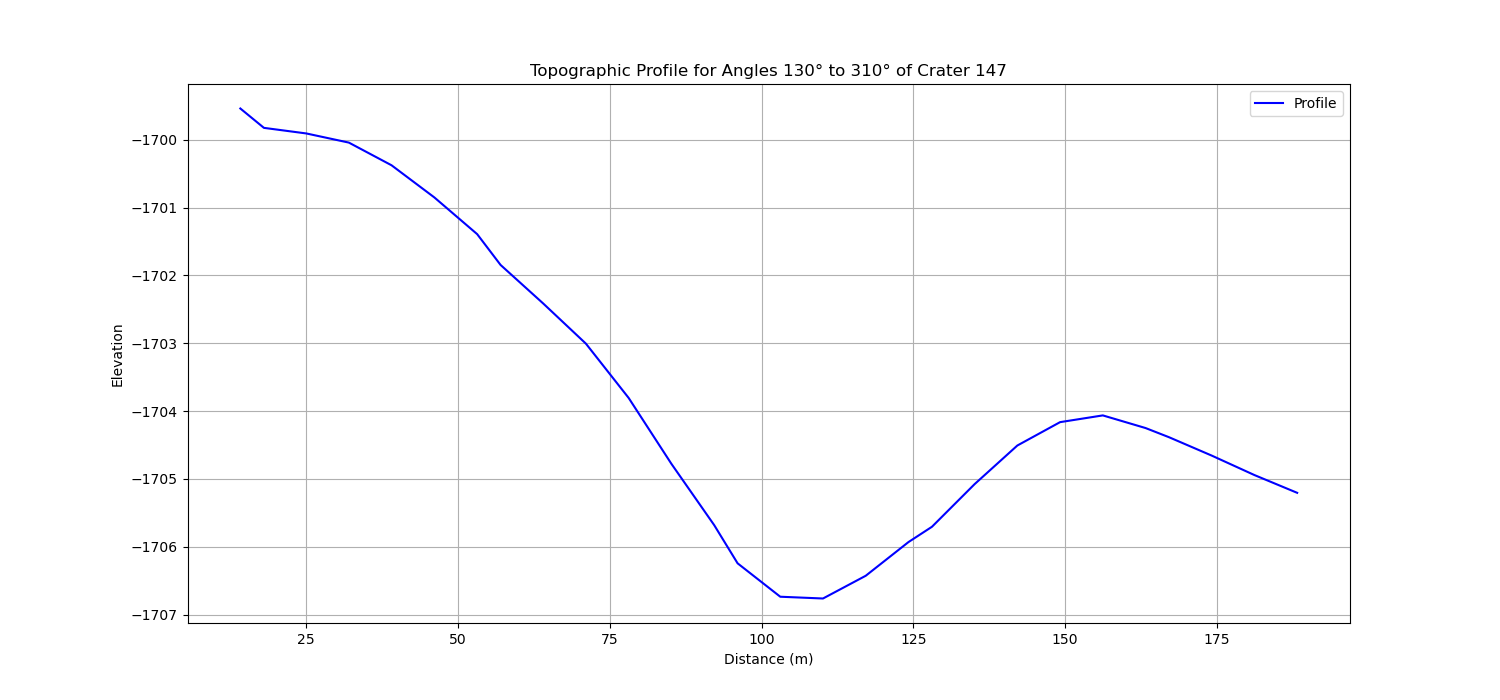 Topographic Profile for Angles 130° to 310° of Crater 147
Profile
−1700
−1701
−1702
−1703
−1704
−1705
−1706
−1707
Elevation
25 50 75 100 125 150 175
Distance (m)